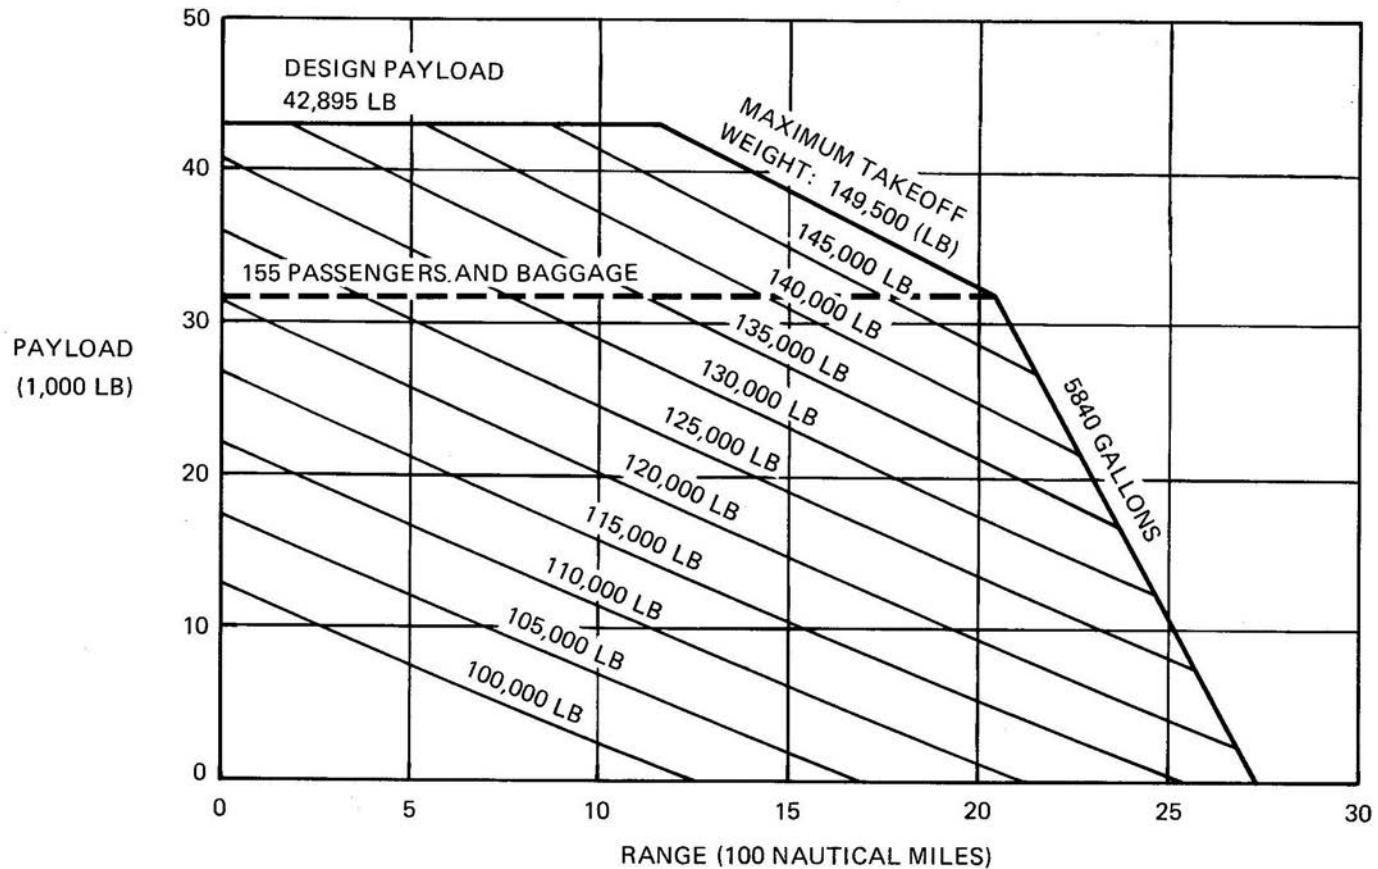 50
DESIGN PAYLOAD
42,895 LB
MAXIMUM TAKEOFF
WEIGHT: 149,500 (LB)
40
145,000 LB
155 PASSENGERS AND BAGGAGE
140,000 LB
30
135,000 LB
PAYLOAD
(1,000 LB)
130,000 LB
5840 GALLONS
125,000 LB
20
120,000 LB
115,000 LB
110,000 LB
10
105,000 LB
100,000 LB
0
0 5 10 15 20 25 30
RANGE (100 NAUTICAL MILES)